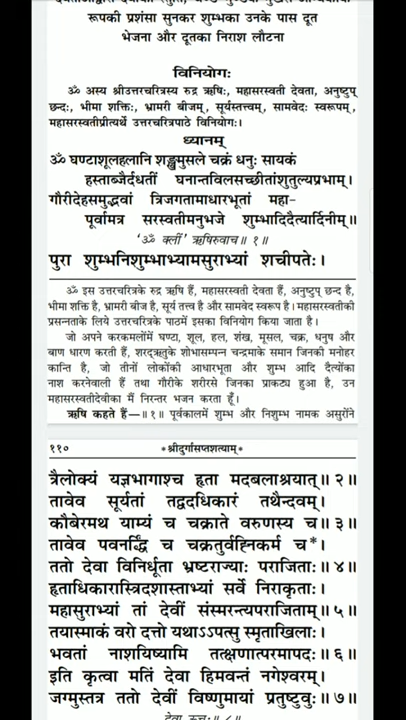 रूपकी प्रशंसा सुनकर शुम्भका उनके पास दूत
भेजना और दूतका निराश लौटना
विनियोगः
ॐ अस्य श्रीउत्तरचरित्रस्य रुद्र ऋषिः, महासरस्वती देवता, अनुष्टुप्
छन्दः, भीमा शक्तिः, भ्रामरी बीजम्, सूर्यस्तत्त्वम्, सामवेदः स्वरूपम्,
महासरस्वतीप्रीत्यर्थे उत्तरचरित्रपाठे विनियोगः।
ध्यानम्
ॐ घण्टाशूलहलानि शङ्खमुसले चक्रं धनुः सायकं
हस्ताब्जैर्दधतीं घनान्तविलसच्छीतांशुतुल्यप्रभाम्।
गौरीदेहसमुद्भवां त्रिजगतामाधारभूतां महा-
पूर्वामत्र सरस्वतीमनुभजे शुम्भादिदैत्यार्दिनीम्॥
‘ॐ क्लीं’ ऋषिरुवाच॥ १॥
पुरा शुम्भनिशुम्भाभ्यामसुराभ्यां शचीपतेः।
ॐ इस उत्तरचरित्रके रुद्र ऋषि हैं, महासरस्वती देवता हैं, अनुष्टुप् छन्द है,
भीमा शक्ति है, भ्रामरी बीज है, सूर्य तत्त्व है और सामवेद स्वरूप है। महासरस्वतीकी
प्रसन्नताके लिये उत्तरचरित्रके पाठमें इसका विनियोग किया जाता है।
जो अपने करकमलोंमें घण्टा, शूल, हल, शंख, मूसल, चक्र, धनुष और
बाण धारण करती हैं, शरद्ऋतुके शोभासम्पन्न चन्द्रमाके समान जिनकी मनोहर
कान्ति है, जो तीनों लोकोंकी आधारभूता और शुम्भ आदि दैत्योंका
नाश करनेवाली हैं तथा गौरीके शरीरसे जिनका प्राकट्य हुआ है, उन
महासरस्वतीदेवीका मैं निरन्तर भजन करता हूँ।
ऋषि कहते हैं—॥ १॥ पूर्वकालमें शुम्भ और निशुम्भ नामक असुरोंने
११० *श्रीदुर्गासप्तशत्याम्*
त्रैलोक्यं यज्ञभागाश्च हृता मदबलाश्रयात्॥ २॥
तावेव सूर्यतां तद्वदधिकारं तथैन्दवम्।
कौबेरमथ याम्यं च चक्राते वरुणस्य च॥ ३॥
तावेव पवनर्द्धिं च चक्रतुर्वह्निकर्म च*।
ततो देवा विनिर्धूता भ्रष्टराज्याः पराजिताः॥ ४॥
हृताधिकारास्त्रिदशास्ताभ्यां सर्वे निराकृताः।
महासुराभ्यां तां देवीं संस्मरन्त्यपराजिताम्॥ ५॥
तयास्माकं वरो दत्तो यथाऽऽपत्सु स्मृताखिलाः।
भवतां नाशयिष्यामि तत्क्षणात्परमापदः॥ ६॥
इति कृत्वा मतिं देवा हिमवन्तं नगेश्वरम्।
जग्मुस्तत्र ततो देवीं विष्णुमायां प्रतुष्टुवुः॥ ७॥